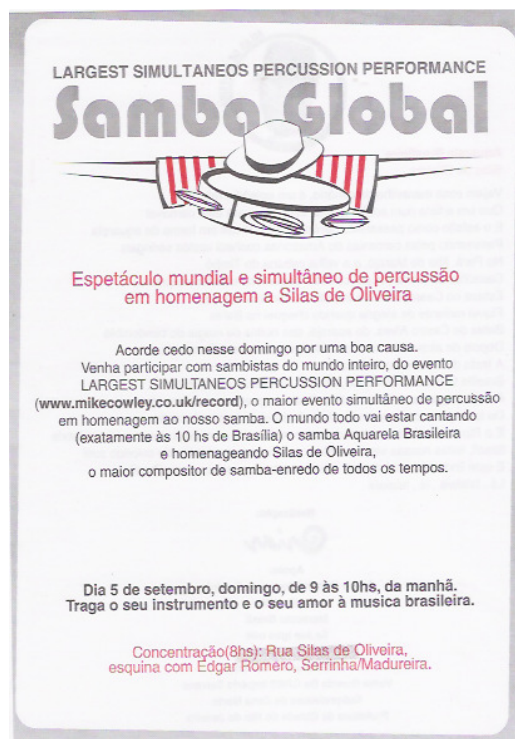 LARGEST SIMULTANEOS PERCUSSION PERFORMANCE
Samba Global
Espetáculo mundial e simultâneo de percussão
em homenagem a Silas de Oliveira
Acorde cedo nesse domingo por uma boa causa.
Venha participar com sambistas do mundo inteiro, do evento
LARGEST SIMULTANEOS PERCUSSION PERFORMANCE
(www.mikecowley.co.uk/record), o maior evento simultâneo de percussão
em homenagem ao nosso samba. O mundo todo vai estar cantando
(exatamente às 10 hs de Brasília) o samba Aquarela Brasileira
e homenageando Silas de Oliveira,
o maior compositor de samba-enredo de todos os tempos.
Dia 5 de setembro, domingo, de 9 às 10hs, da manhã.
Traga o seu instrumento e o seu amor à musica brasileira.
Concentração(8hs): Rua Silas de Oliveira,
esquina com Edgar Romero, Serrinha/Madureira.